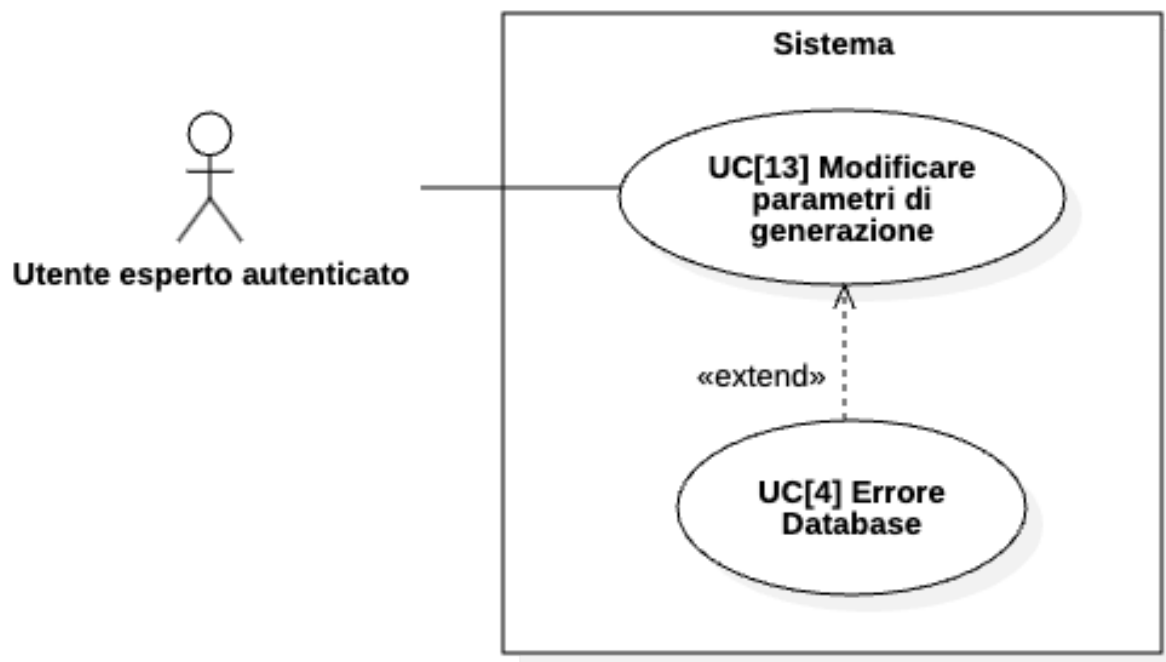 Sistema
UC[13] Modificare
parametri di
generazione
Utente esperto autenticato
«extend»
UC[4] Errore
Database